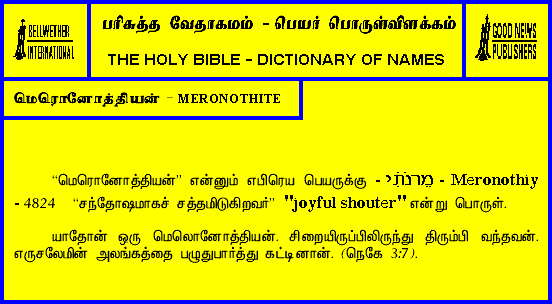 BELLWETHER
INTERNATIONAL
பரிசுத்த வேதாகமம் - பெயர் பொருள்விளக்கம்
THE HOLY BIBLE - DICTIONARY OF NAMES
GOOD NEWS
PUBLISHERS
மெரொனோத்தியன் - MERONOTHITE
“மெரொனோத்தியன்” என்னும் எபிரெய பெயருக்கு - מֵרֹנֹתִי - Meronothiy
- 4824 “சந்தோஷமாகச் சத்தமிடுகிறவர்” "joyful shouter" என்று பொருள்.
யாதோன் ஒரு மெலொனோத்தியன். சிறையிருப்பிலிருந்து திரும்பி வந்தவன்.
எருசலேமின் அலங்கத்தை பழுதுபார்த்து கட்டினான். (நெகே 3:7).